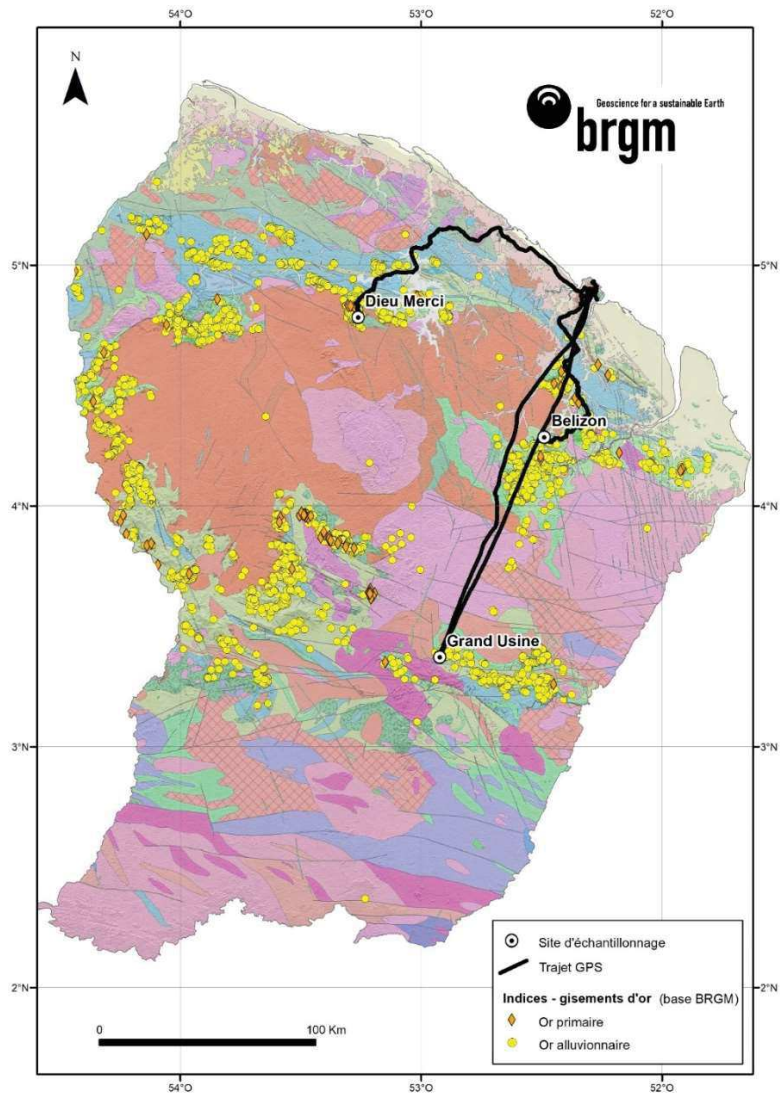 54°O
53°O
52°O
N
Geoscience for a sustainable Earth
brgm
5°N
5°N
Dieu Merci
Belizon
4°N
4°N
Grand Usine
3°N
3°N
Site d'échantillonnage
Trajet GPS
Indices - gisements d'or (base BRGM)
Or primaire
Or alluvionnaire
2°N
2°N
0
100 Km
54°O
53°O
52°O